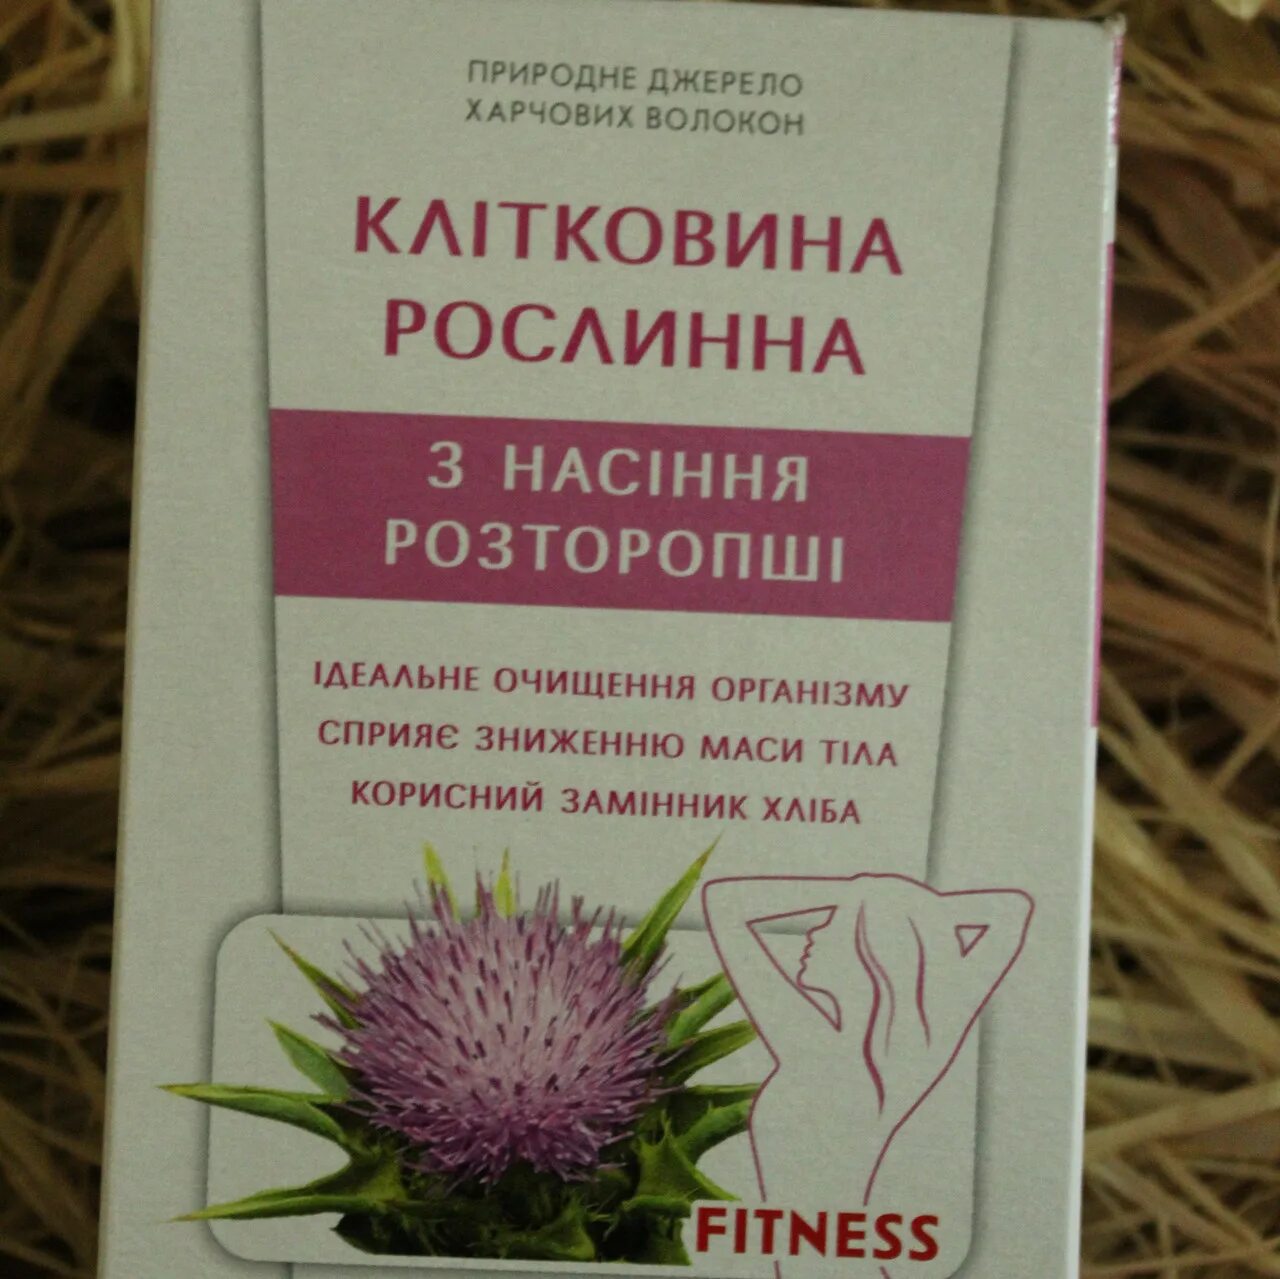 ПРИРОДНЕ ДЖЕРЕЛО
ХАРЧОВИХ ВОЛОКОН
КЛІТКОВИНА
РОСЛИННА
З НАСІННЯ
РОЗТОРОПШІ
ІДЕАЛЬНЕ ОЧИЩЕННЯ ОРГАНІЗМУ
СПРИЯЄ ЗНИЖЕННЮ МАСИ ТІЛА
КОРИСНИЙ ЗАМІННИК ХЛІБА
FITNESS